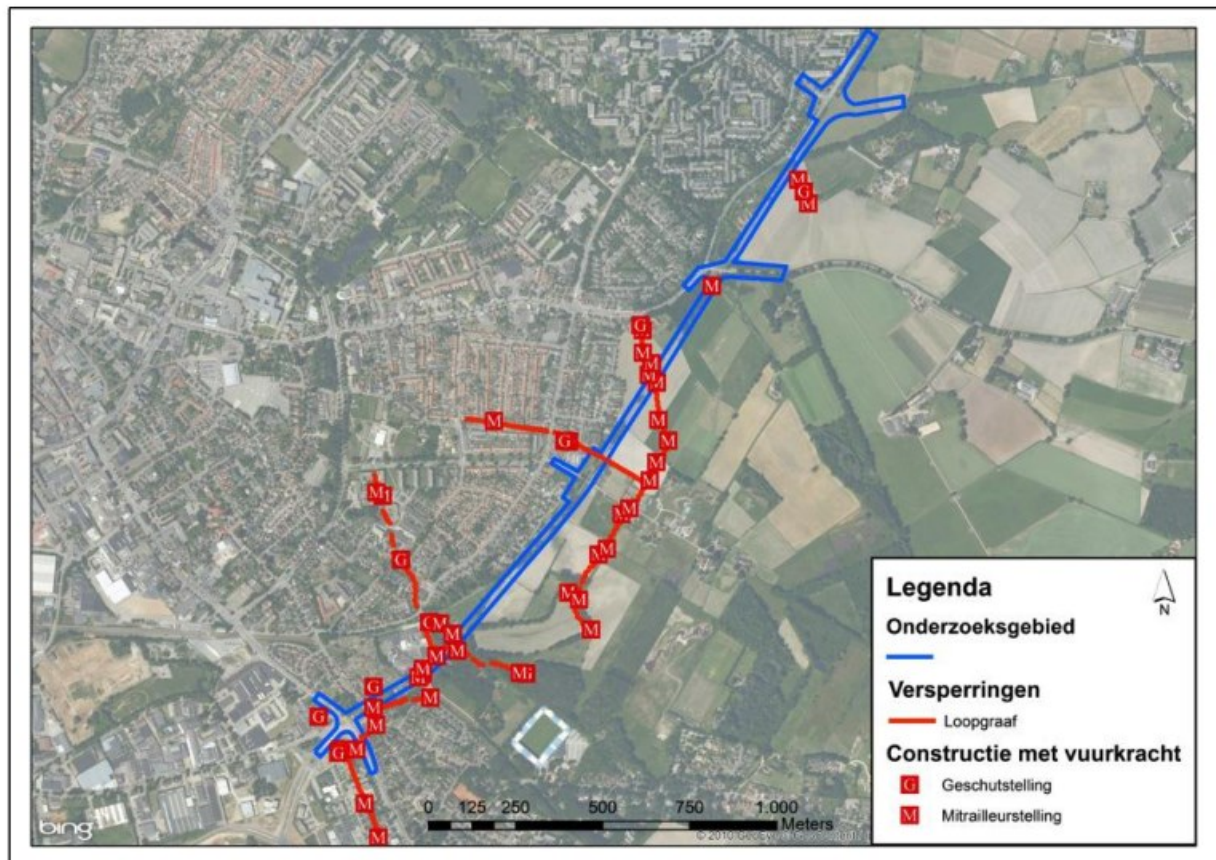 M
G
M
M
G
M
M
M
M
M
M
M
G
M
M
M
M
G
M
M
M
M
M
G
M
M
M
M
M
M
M
G
M
M
G
M
G
M
M
M
Legenda
N
Onderzoeksgebied
Versperringen
Loopgraaf
Constructie met vuurkracht
G Geschutstelling
M Mitrailleurstelling
0 125 250 500 750 1.000
Meters
bing